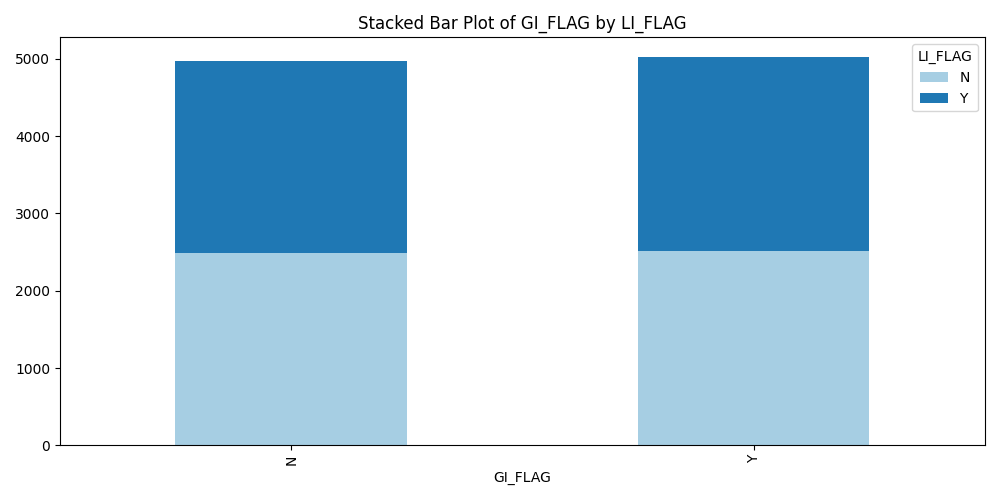 Stacked Bar Plot of GI_FLAG by LI_FLAG
LI_FLAG
N
Y
5000
4000
3000
2000
1000
0
N
Y
GI_FLAG